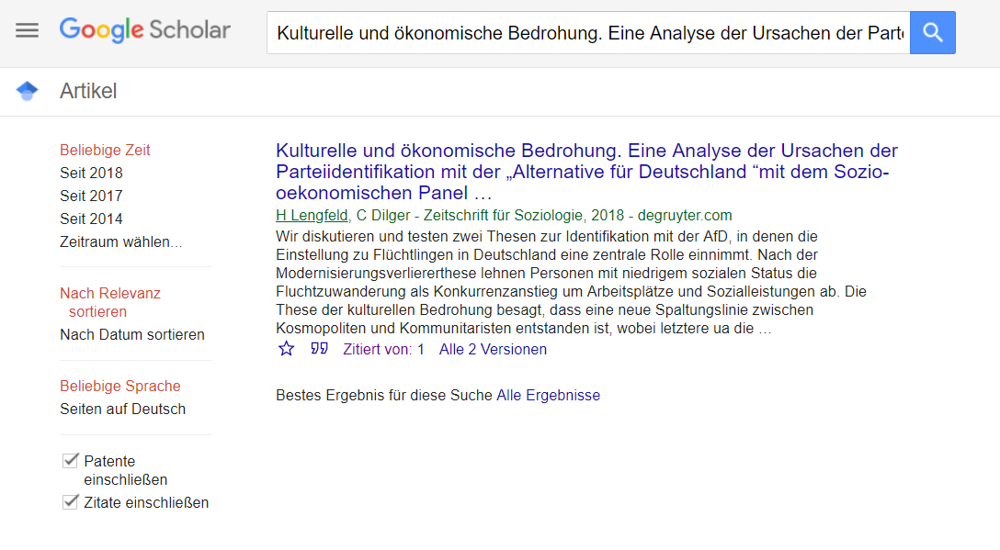 Google Scholar
Kulturelle und ökonomische Bedrohung. Eine Analyse der Ursachen der Parte
Artikel
Beliebige Zeit
Seit 2018
Seit 2017
Seit 2014
Zeitraum wählen...
Nach Relevanz
sortieren
Nach Datum sortieren
Beliebige Sprache
Seiten auf Deutsch
Patente
einschließen
Zitate einschließen
Kulturelle und ökonomische Bedrohung. Eine Analyse der Ursachen der
Parteiidentifikation mit der „Alternative für Deutschland “mit dem Sozio-
oekonomischen Panel …
H Lengfeld, C Dilger - Zeitschrift für Soziologie, 2018 - degruyter.com
Wir diskutieren und testen zwei Thesen zur Identifikation mit der AfD, in denen die
Einstellung zu Flüchtlingen in Deutschland eine zentrale Rolle einnimmt. Nach der
Modernisierungsverliererthese lehnen Personen mit niedrigem sozialen Status die
Fluchtzuwanderung als Konkurrenzanstieg um Arbeitsplätze und Sozialleistungen ab. Die
These der kulturellen Bedrohung besagt, dass eine neue Spaltungslinie zwischen
Kosmopoliten und Kommunitaristen entstanden ist, wobei letztere ua die …
Zitiert von: 1 Alle 2 Versionen
Bestes Ergebnis für diese Suche Alle Ergebnisse